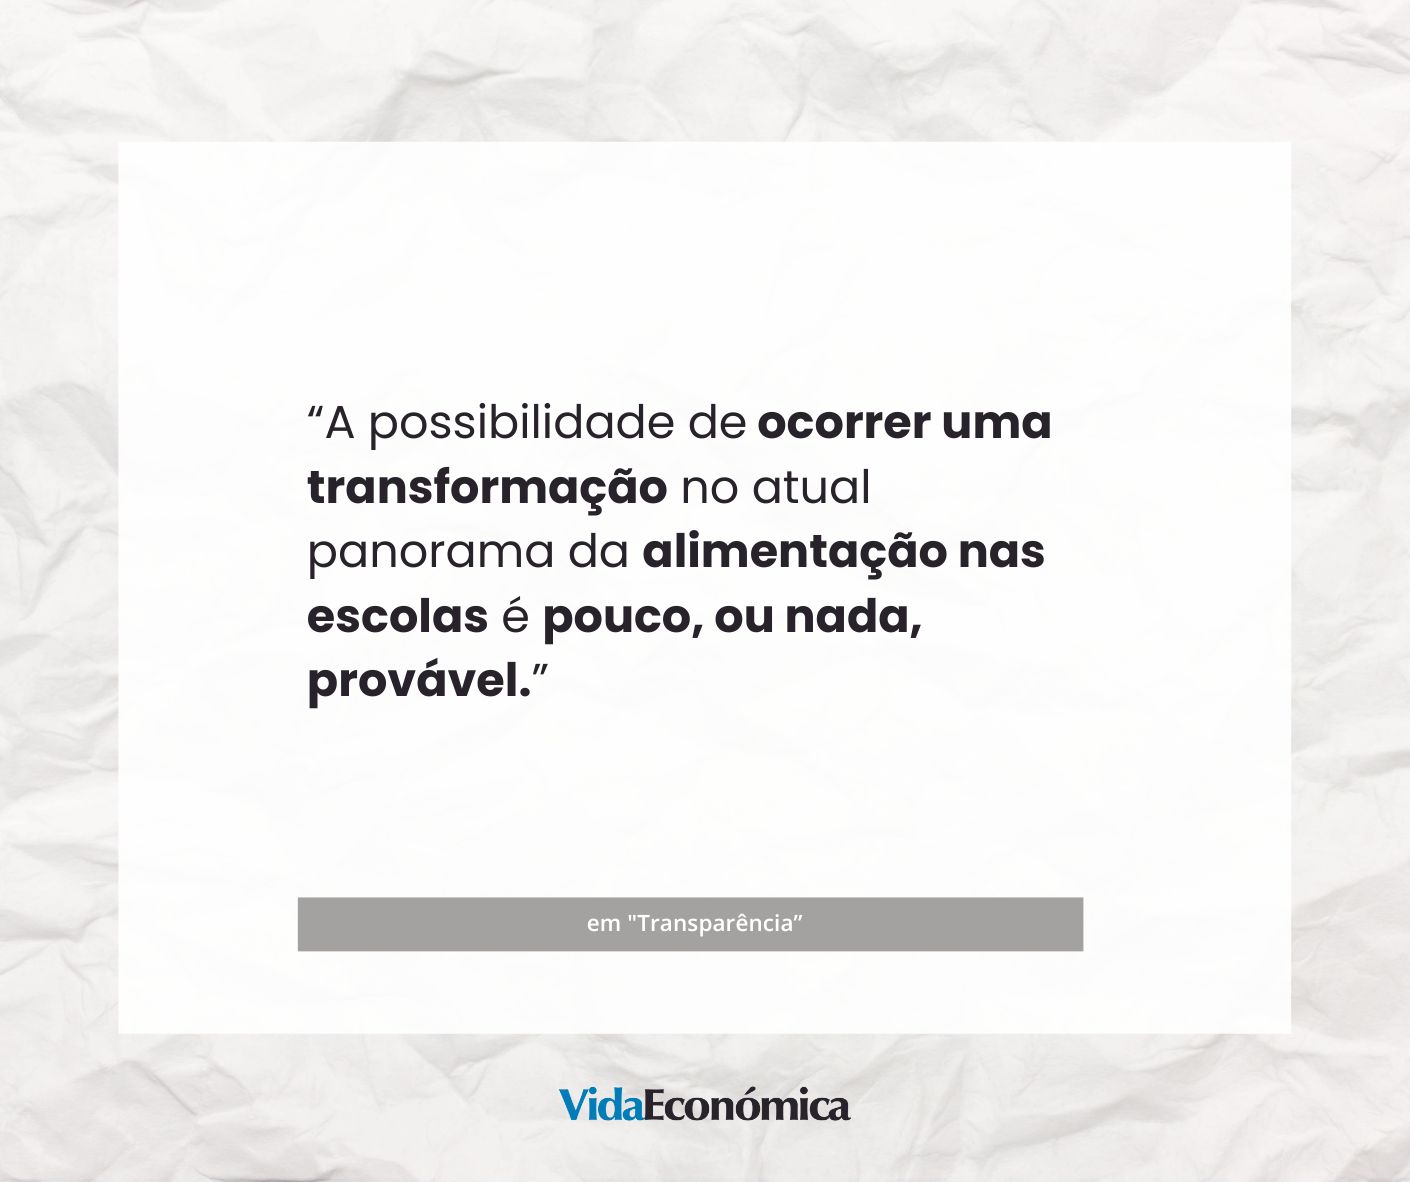 “A possibilidade de ocorrer uma
transformação no atual
panorama da alimentação nas
escolas é pouco, ou nada,
provável.”
em "Transparência”
VidaEconómica